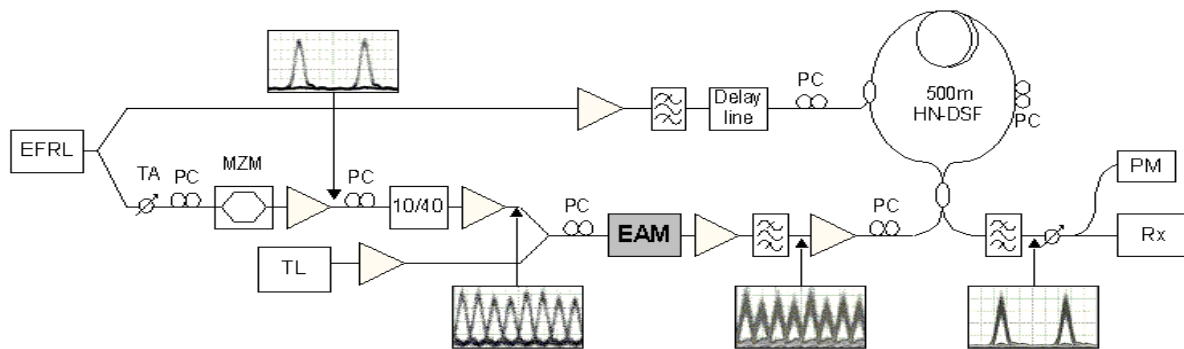 PC
500m
HN-DSF
PC
Delay
line
EFRL
TA
PC
MZM
PC
10/40
PC
EAM
PC
PM
Rx
TL